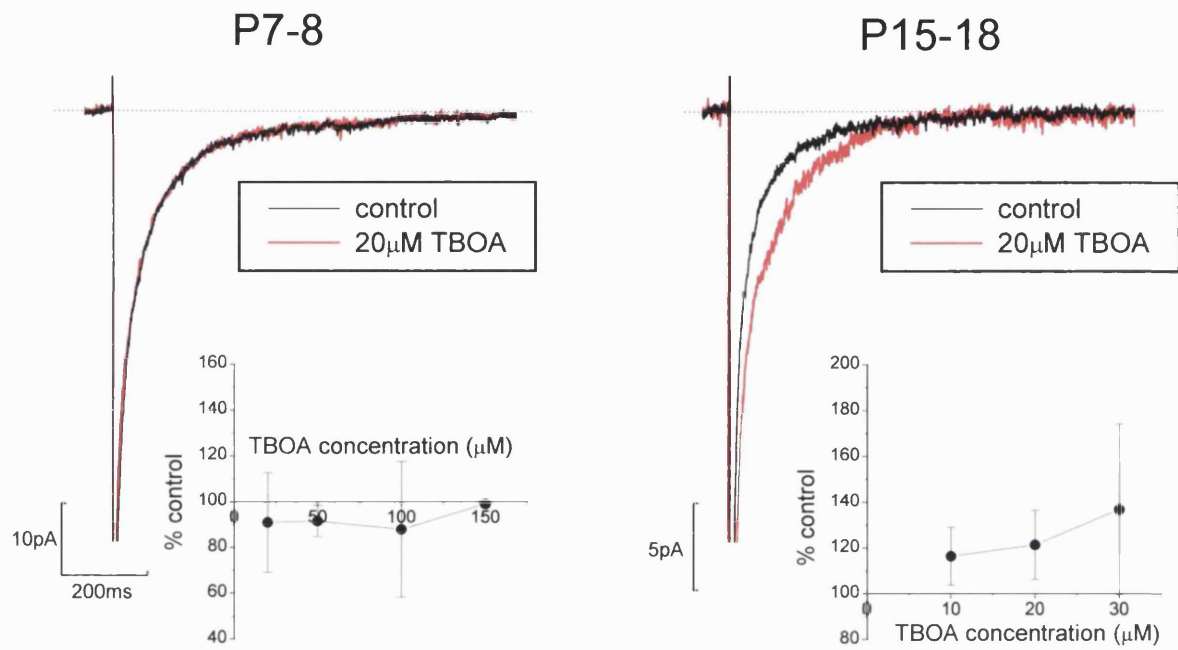 P7-8
control
20μM TBOA
160
140
120
TBOA concentration (μM)
100
0
50
100
150
80
60
40
% control
10pA
200ms
P15-18
control
20μM TBOA
200
180
160
140
120
100
80
0
10
20
30
% control
TBOA concentration (μM)
5pA